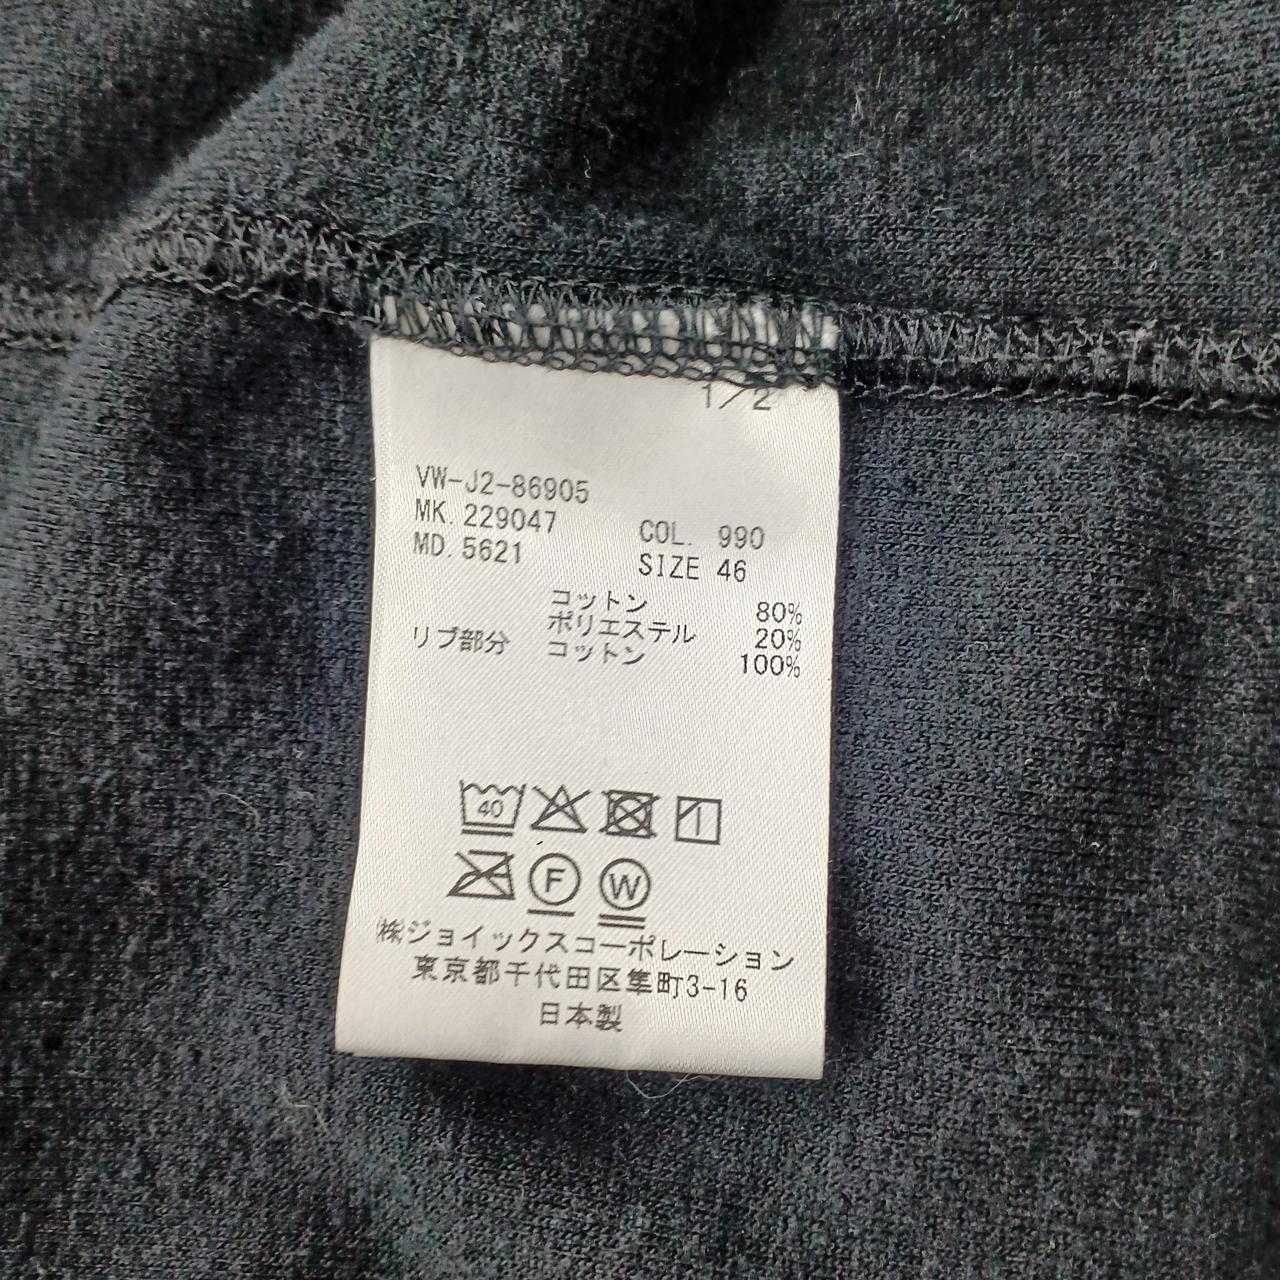 1/2
VW-J2-86905
MK. 229047 COL. 990
MD. 5621 SIZE 46
コットン 80%
ポリエステル 20%
リブ部分 コットン 100%
40
F W
㈱ジョイックスコーポレーション
東京都千代田区隼町3-16
日本製